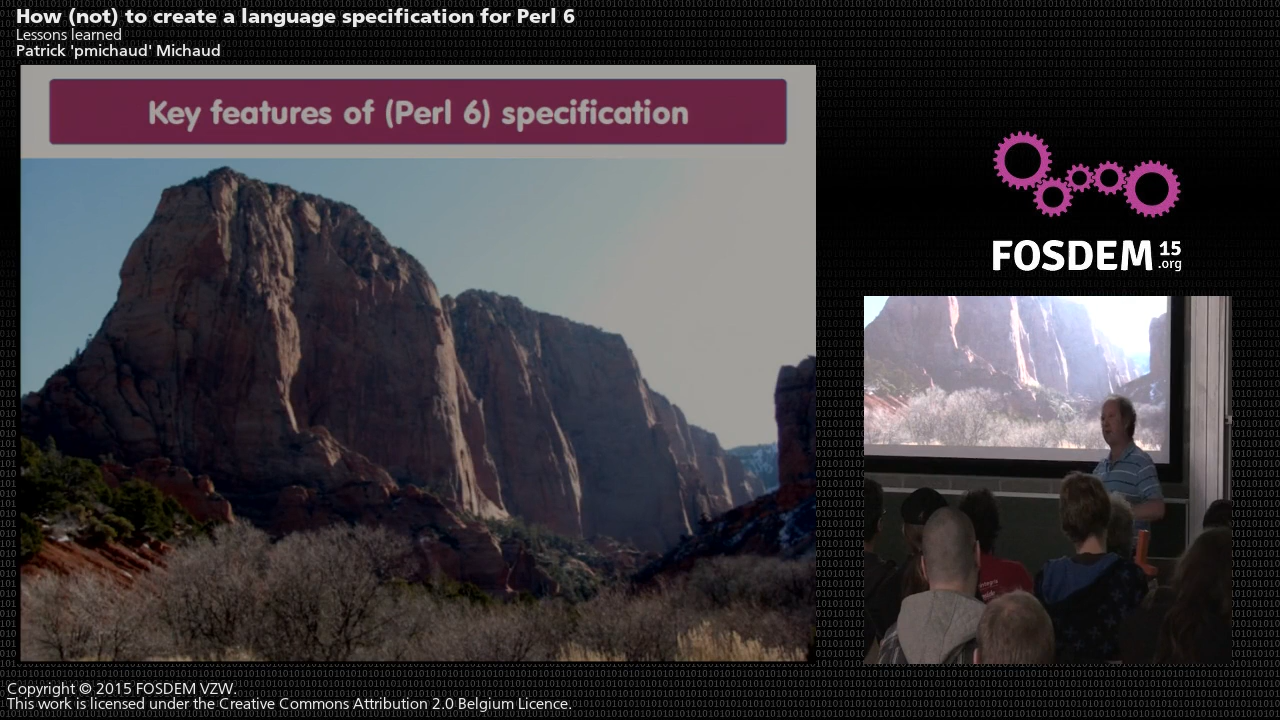 How (not) to create a language specification for Perl 6
Lessons learned
Patrick 'pmichaud' Michaud
Key features of (Perl 6) specification
FOSDEM 15
.org
Copyright © 2015 FOSDEM VZW.
This work is licensed under the Creative Commons Attribution 2.0 Belgium Licence.